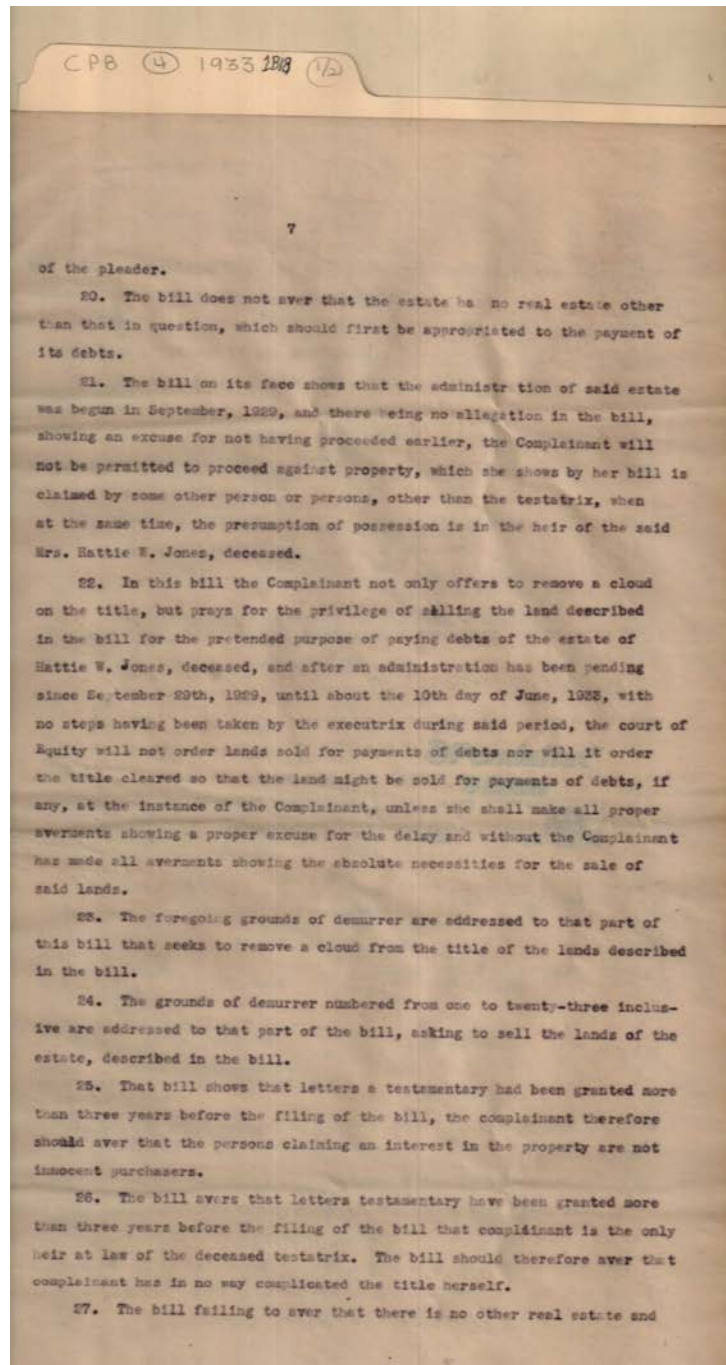 CPB 4 1933 1/2
7
of the pleader.
20. The bill does not aver that the estate ha no real estate other
than that in question, which should first be appropriated to the payment of
its debts.
21. The bill on its face shows that the administr tion of said estate
was begun in September, 1929, and there being no allegation in the bill,
showing an excuse for not having proceeded earlier, the Complainant will
not be permitted to proceed against property, which she shows by her bill is
claimed by some other person or persons, other than the testatrix, when
at the same time, the presumption of possession is in the heir of the said
Mrs. Hattie W. Jones, deceased.
22. In this bill the Complainant not only offers to remove a cloud
on the title, but prays for the privilege of selling the land described
in the bill for the pretended purpose of paying debts of the estate of
Hattie W. Jones, deceased, and after an administration has been pending
since September 29th, 1929, until about the 10th day of June, 1933, with
no steps having been taken by the executrix during said period, the court of
Equity will not order lands sold for payments of debts nor will it order
the title cleared so that the land might be sold for payments of debts, if
any, at the instance of the Complainant, unless she shall make all proper
averments showing a proper excuse for the delay and without the Complainant
has made all averments showing the absolute necessities for the sale of
said lands.
23. The foregoing grounds of demurrer are addressed to that part of
this bill that seeks to remove a cloud from the title of the lands described
in the bill.
24. The grounds of demurrer numbered from one to twenty-three inclus-
ive are addressed to that part of the bill, asking to sell the lands of the
estate, described in the bill.
25. That bill shows that letters a testamentary had been granted more
than three years before the filing of the bill, the complainant therefore
should aver that the persons claiming an interest in the property are not
innocent purchasers.
26. The bill avers that letters testamentary have been granted more
than three years before the filing of the bill that complainant is the only
heir at law of the deceased testatrix. The bill should therefore aver that
complainant has in no way complicated the title herself.
27. The bill failing to aver that there is no other real estate and